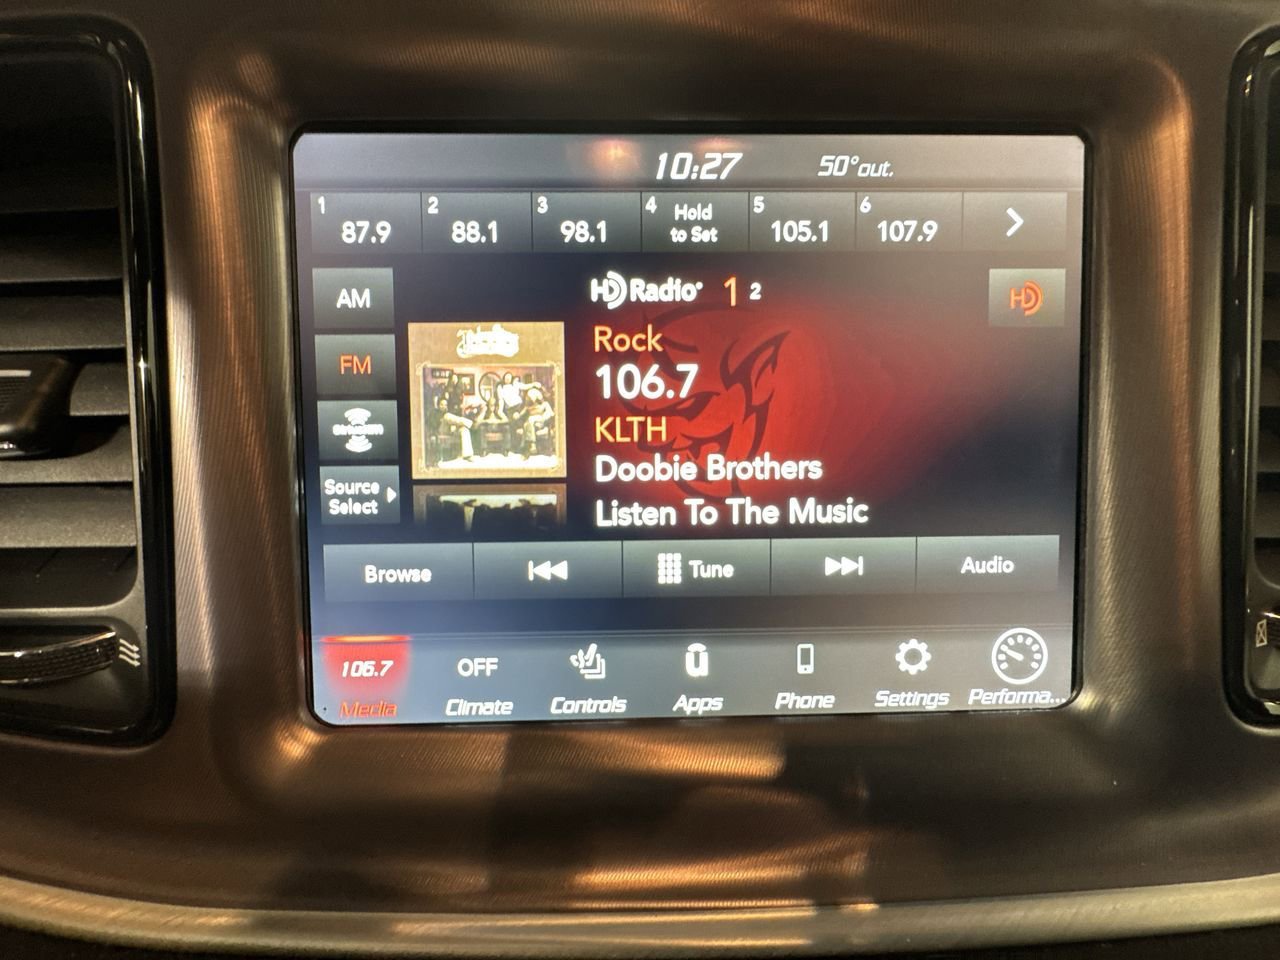 10:27 50° out.
1 87.9 2 88.1 3 98.1 4 Hold to Set 5 105.1 6 107.9
AM
FM
SiriusXM
Source Select
HD Radio 1 2
HD
Rock
106.7
KLTH
Doobie Brothers
Listen To The Music
Browse Tune Audio
106.7 OFF
Media Climate Controls Apps Phone Settings Performa...